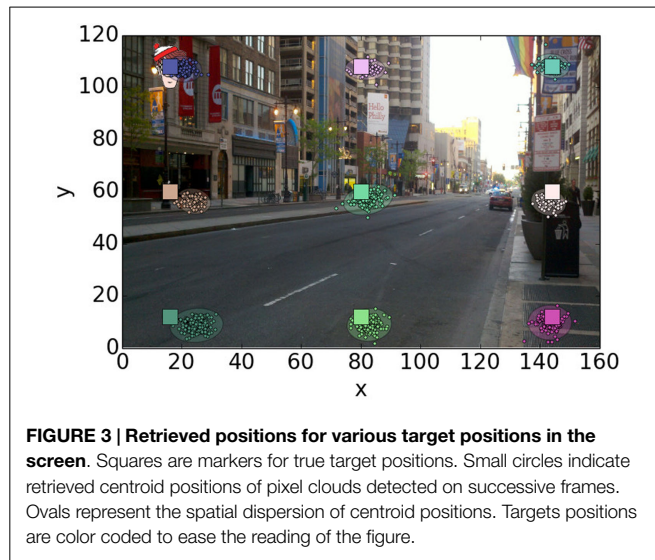 120
100
80
60
40
20
0
y
0 20 40 60 80 100 120 140 160
x
Hello
Philly
FIGURE 3 | Retrieved positions for various target positions in the
screen. Squares are markers for true target positions. Small circles indicate
retrieved centroid positions of pixel clouds detected on successive frames.
Ovals represent the spatial dispersion of centroid positions. Targets positions
are color coded to ease the reading of the figure.